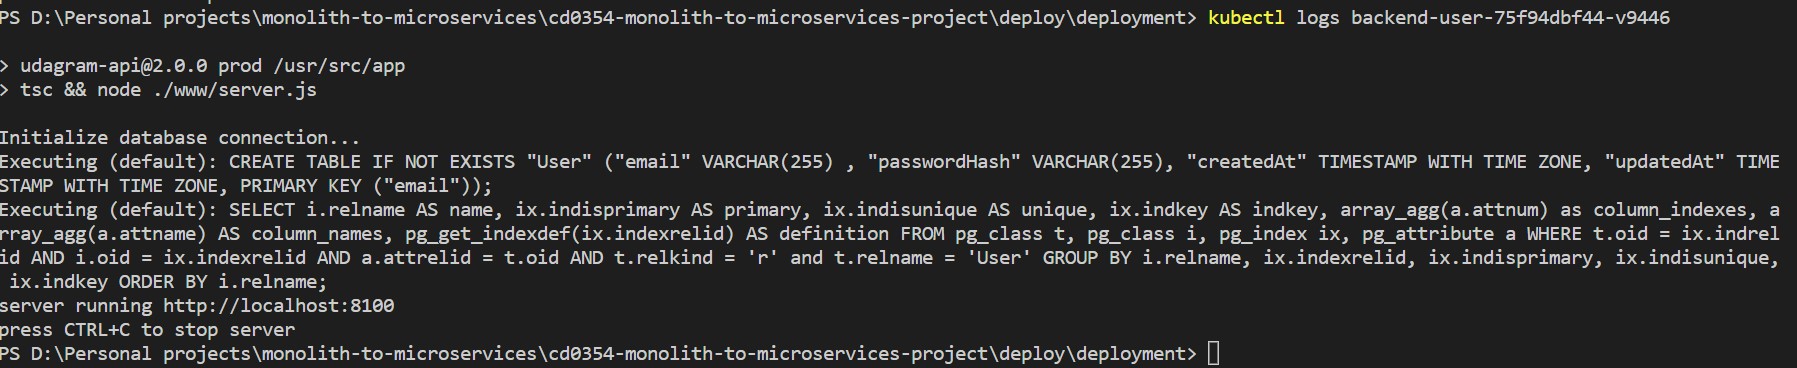 PS D:\Personal projects\monolith-to-microservices\cd0354-monolith-to-microservices-project\deploy\deployment> kubectl logs backend-user-75f94dbf44-v9446
> udagram-api@2.0.0 prod /usr/src/app
> tsc && node ./www/server.js
Initialize database connection...
Executing (default): CREATE TABLE IF NOT EXISTS "User" ("email" VARCHAR(255) , "passwordHash" VARCHAR(255), "createdAt" TIMESTAMP WITH TIME ZONE, "updatedAt" TIME
STAMP WITH TIME ZONE, PRIMARY KEY ("email"));
Executing (default): SELECT i.relname AS name, ix.indisprimary AS primary, ix.indisunique AS unique, ix.indkey AS indkey, array_agg(a.attnum) as column_indexes, a
rray_agg(a.attname) AS column_names, pg_get_indexdef(ix.indexrelid) AS definition FROM pg_class t, pg_class i, pg_index ix, pg_attribute a WHERE t.oid = ix.indrel
id AND i.oid = ix.indexrelid AND a.attrelid = t.oid AND t.relkind = 'r' and t.relname = 'User' GROUP BY i.relname, ix.indexrelid, ix.indisprimary, ix.indisunique,
ix.indkey ORDER BY i.relname;
server running http://localhost:8100
press CTRL+C to stop server
PS D:\Personal projects\monolith-to-microservices\cd0354-monolith-to-microservices-project\deploy\deployment>